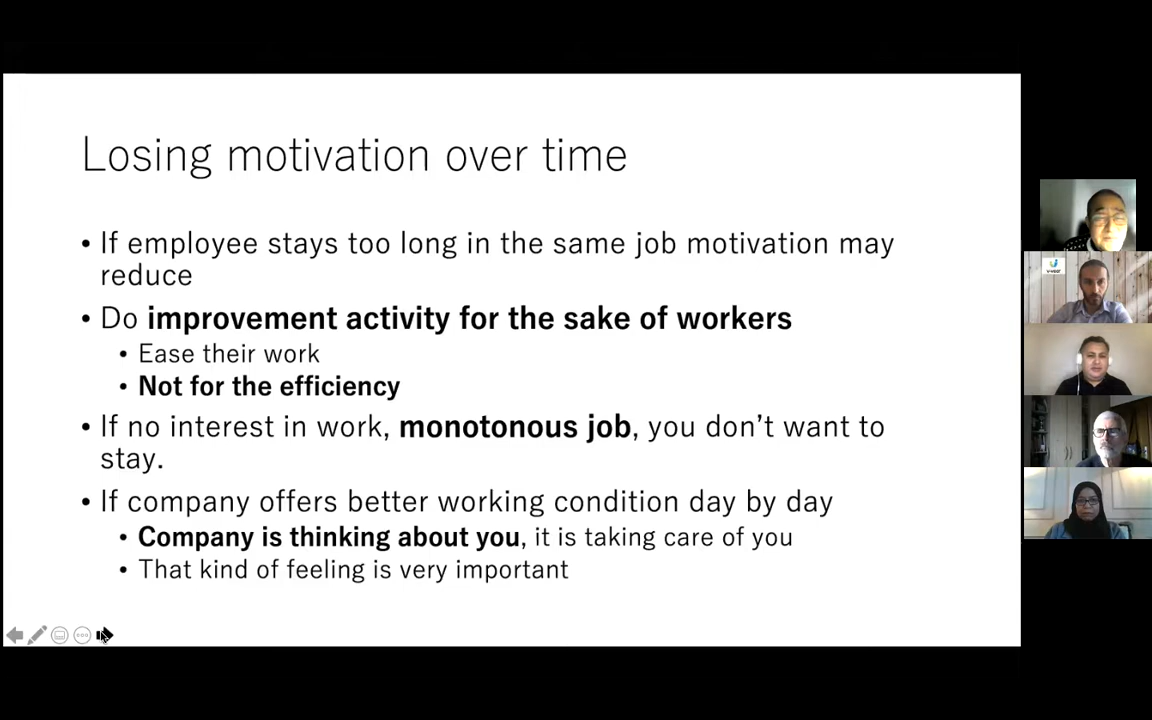 Losing motivation over time
• If employee stays too long in the same job motivation may
reduce
• Do improvement activity for the sake of workers
• Ease their work
• Not for the efficiency
• If no interest in work, monotonous job, you don’t want to
stay.
• If company offers better working condition day by day
• Company is thinking about you, it is taking care of you
• That kind of feeling is very important